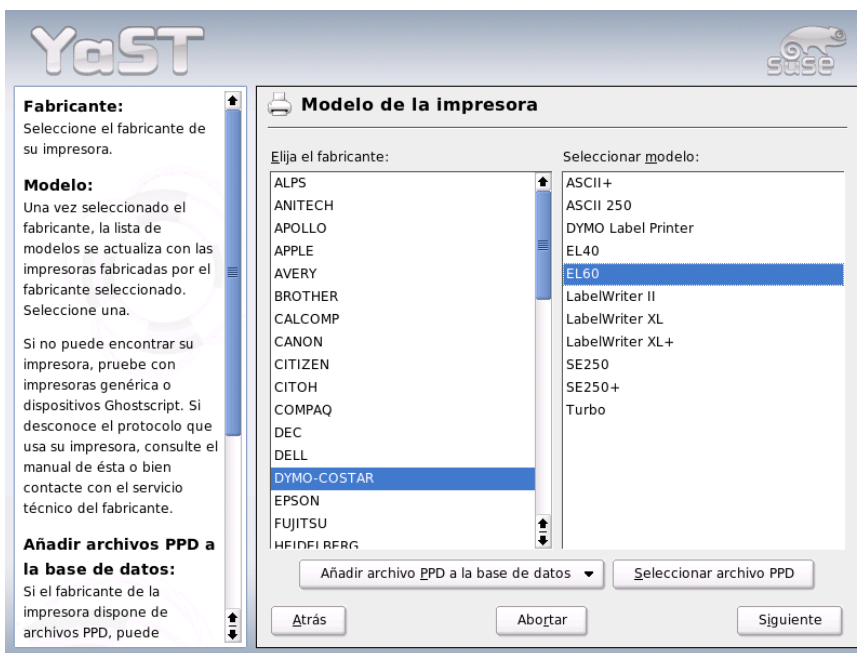 YaST
SUSE
Fabricante:
Seleccione el fabricante de
su impresora.
Modelo:
Una vez seleccionado el
fabricante, la lista de
modelos se actualiza con las
impresoras fabricadas por el
fabricante seleccionado.
Seleccione una.
Si no puede encontrar su
impresora, pruebe con
impresoras genérica o
dispositivos Ghostscript. Si
desconoce el protocolo que
usa su impresora, consulte el
manual de ésta o bien
contacte con el servicio
técnico del fabricante.
Añadir archivos PPD a
la base de datos:
Si el fabricante de la
impresora dispone de
archivos PPD, puede
Modelo de la impresora
Elija el fabricante:
ALPS
ANITECH
APOLLO
APPLE
AVERY
BROTHER
CALCOMP
CANON
CITIZEN
CITOH
COMPAQ
DEC
DELL
DYMO-COSTAR
EPSON
FUJITSU
HEIDELBERG
Seleccionar modelo:
ASCII+
ASCII 250
DYMO Label Printer
EL40
EL60
LabelWriter II
LabelWriter XL
LabelWriter XL+
SE250
SE250+
Turbo
Añadir archivo PPD a la base de datos
Seleccionar archivo PPD
Atrás
Abortar
Siguiente